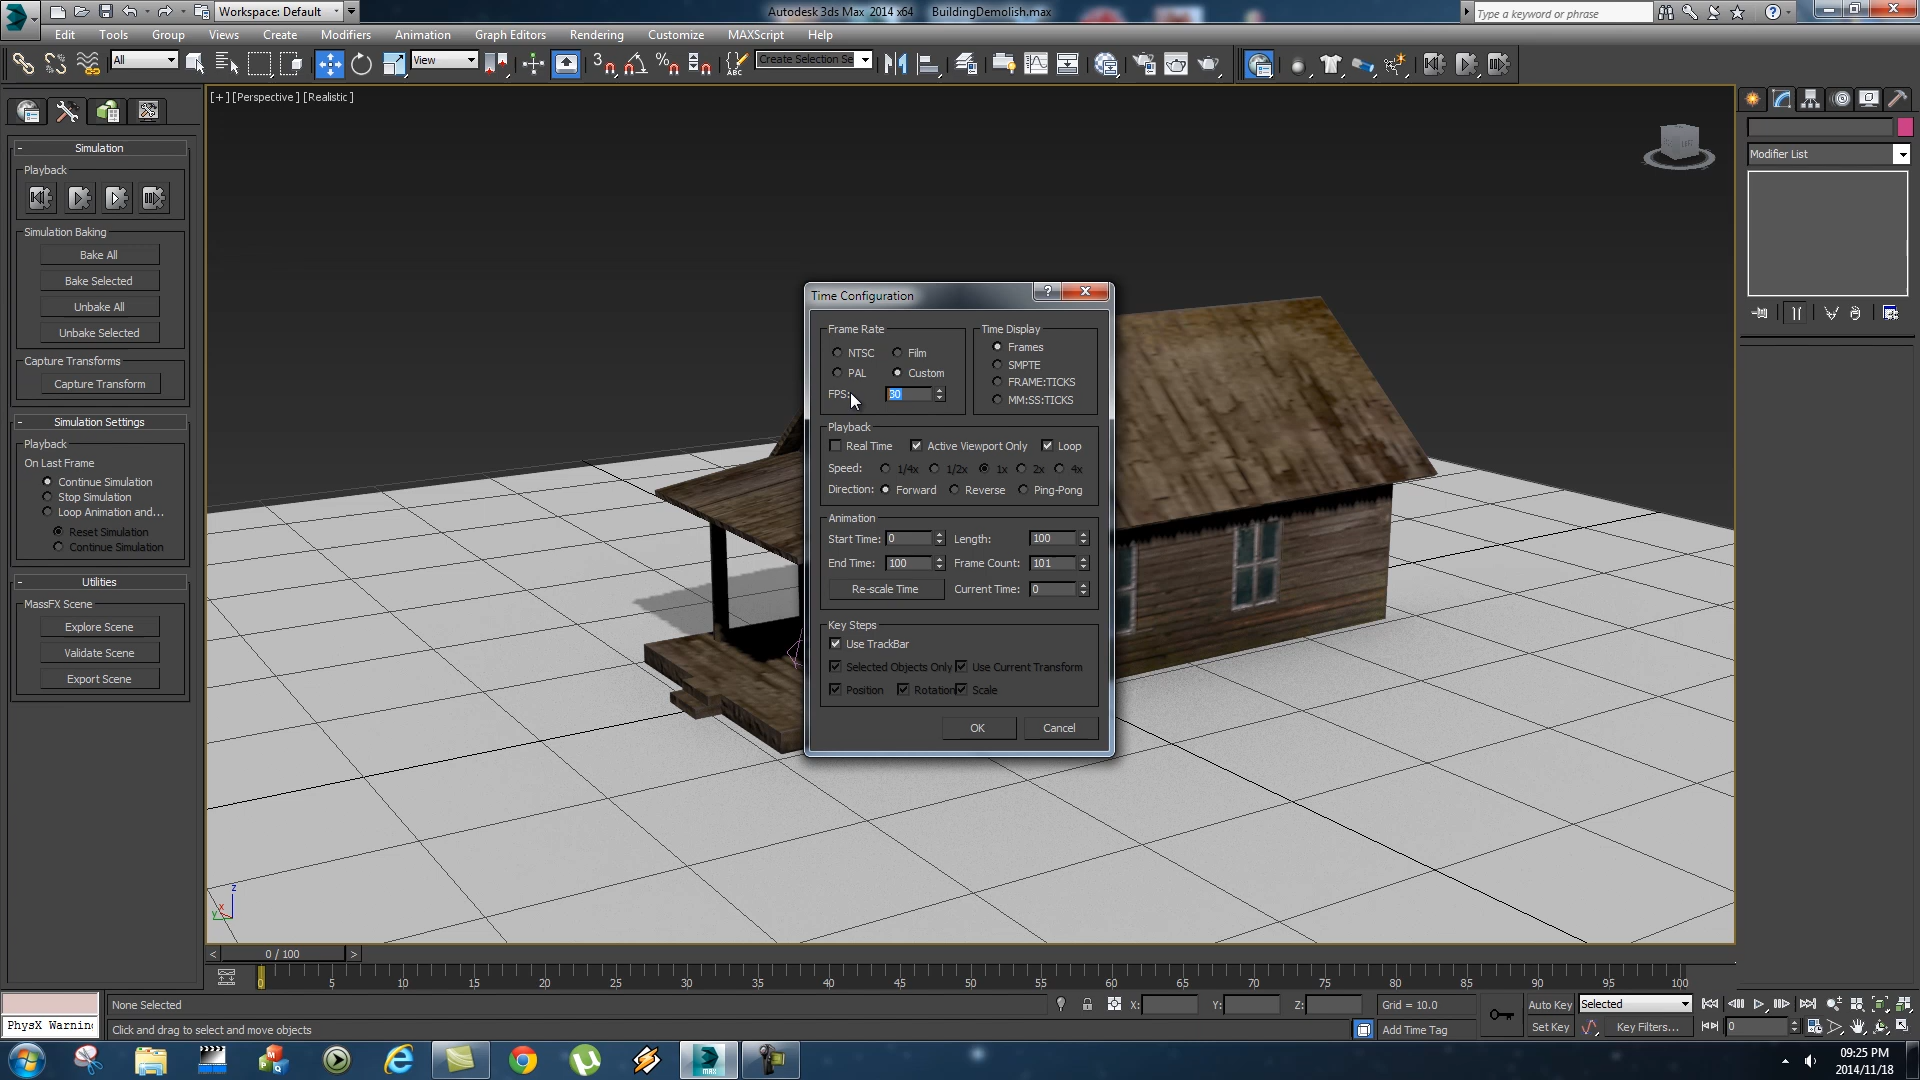 Workspace: Default
Autodesk 3ds Max 2014 x64 BuildingDemolish.max
Type a keyword or phrase
Edit Tools Group Views Create Modifiers Animation Graph Editors Rendering Customize MAXScript Help
All
View
Create Selection Se
[+] [Perspective] [Realistic]
Simulation
Playback
Simulation Baking
Bake All
Bake Selected
Unbake All
Unbake Selected
Capture Transforms
Capture Transform
Simulation Settings
Playback
On Last Frame
Continue Simulation
Stop Simulation
Loop Animation and...
Reset Simulation
Continue Simulation
Utilities
MassFX Scene
Explore Scene
Validate Scene
Export Scene
Time Configuration
Frame Rate
NTSC Film
PAL Custom
FPS: 30
Time Display
Frames
SMPTE
FRAME:TICKS
MM:SS:TICKS
Playback
Real Time Active Viewport Only Loop
Speed: 1/4x 1/2x 1x 2x 4x
Direction: Forward Reverse Ping-Pong
Animation
Start Time: 0 Length: 100
End Time: 100 Frame Count: 101
Re-scale Time Current Time: 0
Key Steps
Use TrackBar
Selected Objects Only Use Current Transform
Position Rotation Scale
OK Cancel
Modifier List
z
x
y
< 0 / 100 >
0 5 10 15 20 25 30 35 40 45 50 55 60 65 70 75 80 85 90 95 100
None Selected X: Y: Z: Grid = 10.0 Auto Key Selected
PhysX Warning Click and drag to select and move objects Add Time Tag Set Key Key Filters... 0
MAX
09:25 PM
2014/11/18